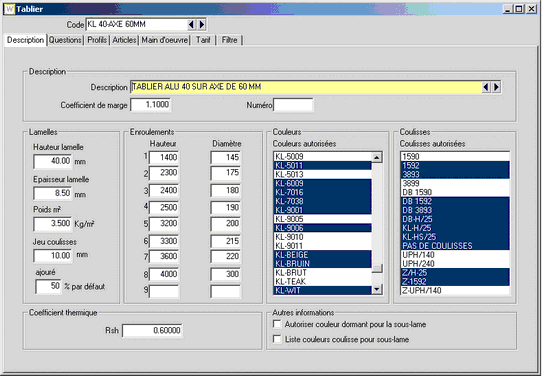 Tablier
Code KL 40-AXE 60MM
Description Questions Profils Articles Main d'oeuvre Tarif Filtre
Description
Description TABLIER ALU 40 SUR AXE DE 60 MM
Coefficient de marge 1.1000 Numéro
Lamelles
Hauteur lamelle
40.00 mm
Epaisseur lamelle
8.50 mm
Poids m²
3.500 Kg/m²
Jeu coulisses
10.00 mm
ajouré
50 % par défaut
Enroulements
Hauteur Diamètre
1 1400 145
2 2300 175
3 2400 180
4 2500 190
5 3200 200
6 3300 215
7 3600 220
8 4000 300
9
Couleurs
Couleurs autorisées
KL-5009
KL-5011
KL-5013
KL-6009
KL-7016
KL-7038
KL-9001
KL-9005
KL-9006
KL-9010
KL-9011
KL-BEIGE
KL-BRUIN
KL-BRUT
KL-TEAK
KL-WIT
Coulisses
Coulisses autorisées
1590
1592
3893
3899
DB 1590
DB 1592
DB 3893
DB-H/25
KL-H/25
KL-HS/25
PAS DE COULISSES
UPH/140
UPH/240
Z/H-25
Z-1592
Z-UPH/140
Coefficient thermique
Rsh 0.60000
Autres informations
Autoriser couleur dormant pour la sous-lame
Liste couleurs coulisse pour sous-lame